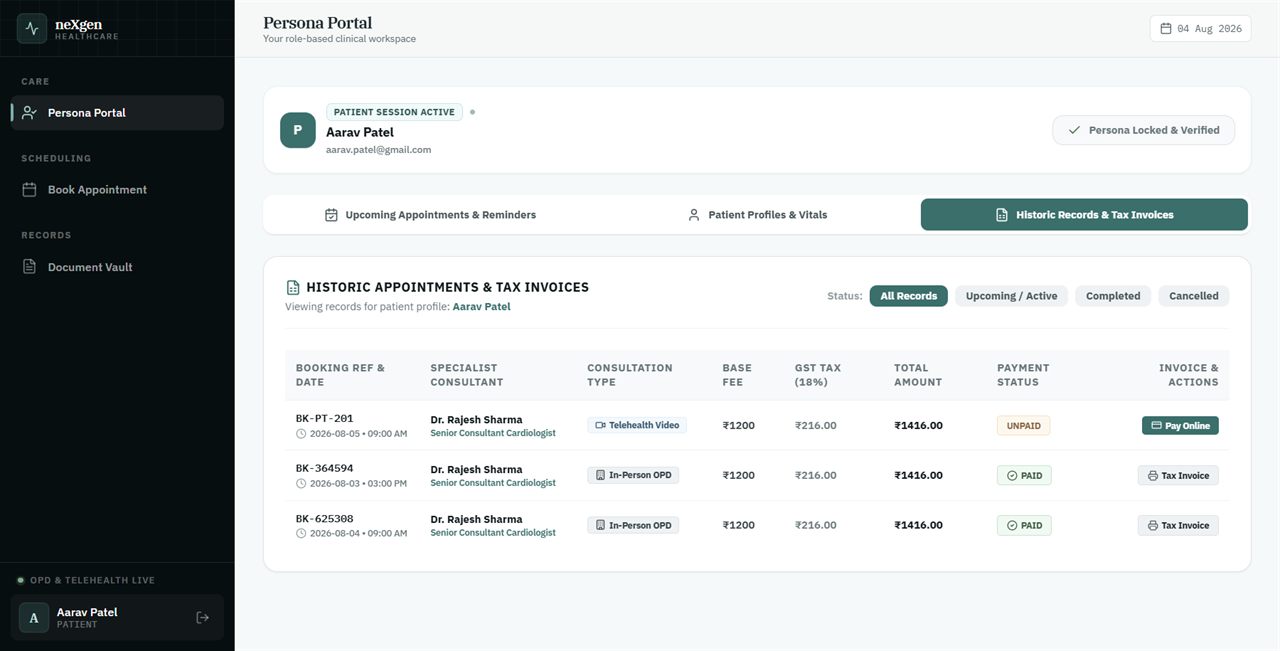 neXgen
HEALTHCARE
CARE
Persona Portal
SCHEDULING
Book Appointment
RECORDS
Document Vault
OPD & TELEHEALTH LIVE
A
Aarav Patel
PATIENT
Persona Portal
Your role-based clinical workspace
04 Aug 2026
P
PATIENT SESSION ACTIVE
Aarav Patel
aarav.patel@gmail.com
Persona Locked & Verified
Upcoming Appointments & Reminders
Patient Profiles & Vitals
Historic Records & Tax Invoices
HISTORIC APPOINTMENTS & TAX INVOICES
Viewing records for patient profile: Aarav Patel
Status: All Records Upcoming / Active Completed Cancelled
BOOKING REF & DATE SPECIALIST CONSULTANT CONSULTATION TYPE BASE FEE GST TAX (18%) TOTAL AMOUNT PAYMENT STATUS INVOICE & ACTIONS
BK-PT-201
2026-08-05 • 09:00 AM
Dr. Rajesh Sharma
Senior Consultant Cardiologist
Telehealth Video
₹1200
₹216.00
₹1416.00
UNPAID
Pay Online
BK-364594
2026-08-03 • 03:00 PM
Dr. Rajesh Sharma
Senior Consultant Cardiologist
In-Person OPD
₹1200
₹216.00
₹1416.00
PAID
Tax Invoice
BK-625308
2026-08-04 • 09:00 AM
Dr. Rajesh Sharma
Senior Consultant Cardiologist
In-Person OPD
₹1200
₹216.00
₹1416.00
PAID
Tax Invoice